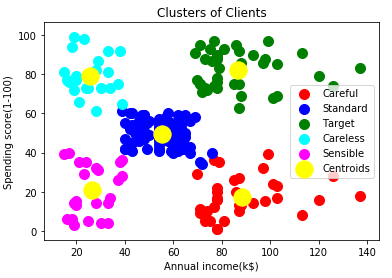 Clusters of Clients
Spending score(1-100)
100
80
60
40
20
0
Careful
Standard
Target
Careless
Sensible
Centroids
20 40 60 80 100 120 140
Annual income(k$)